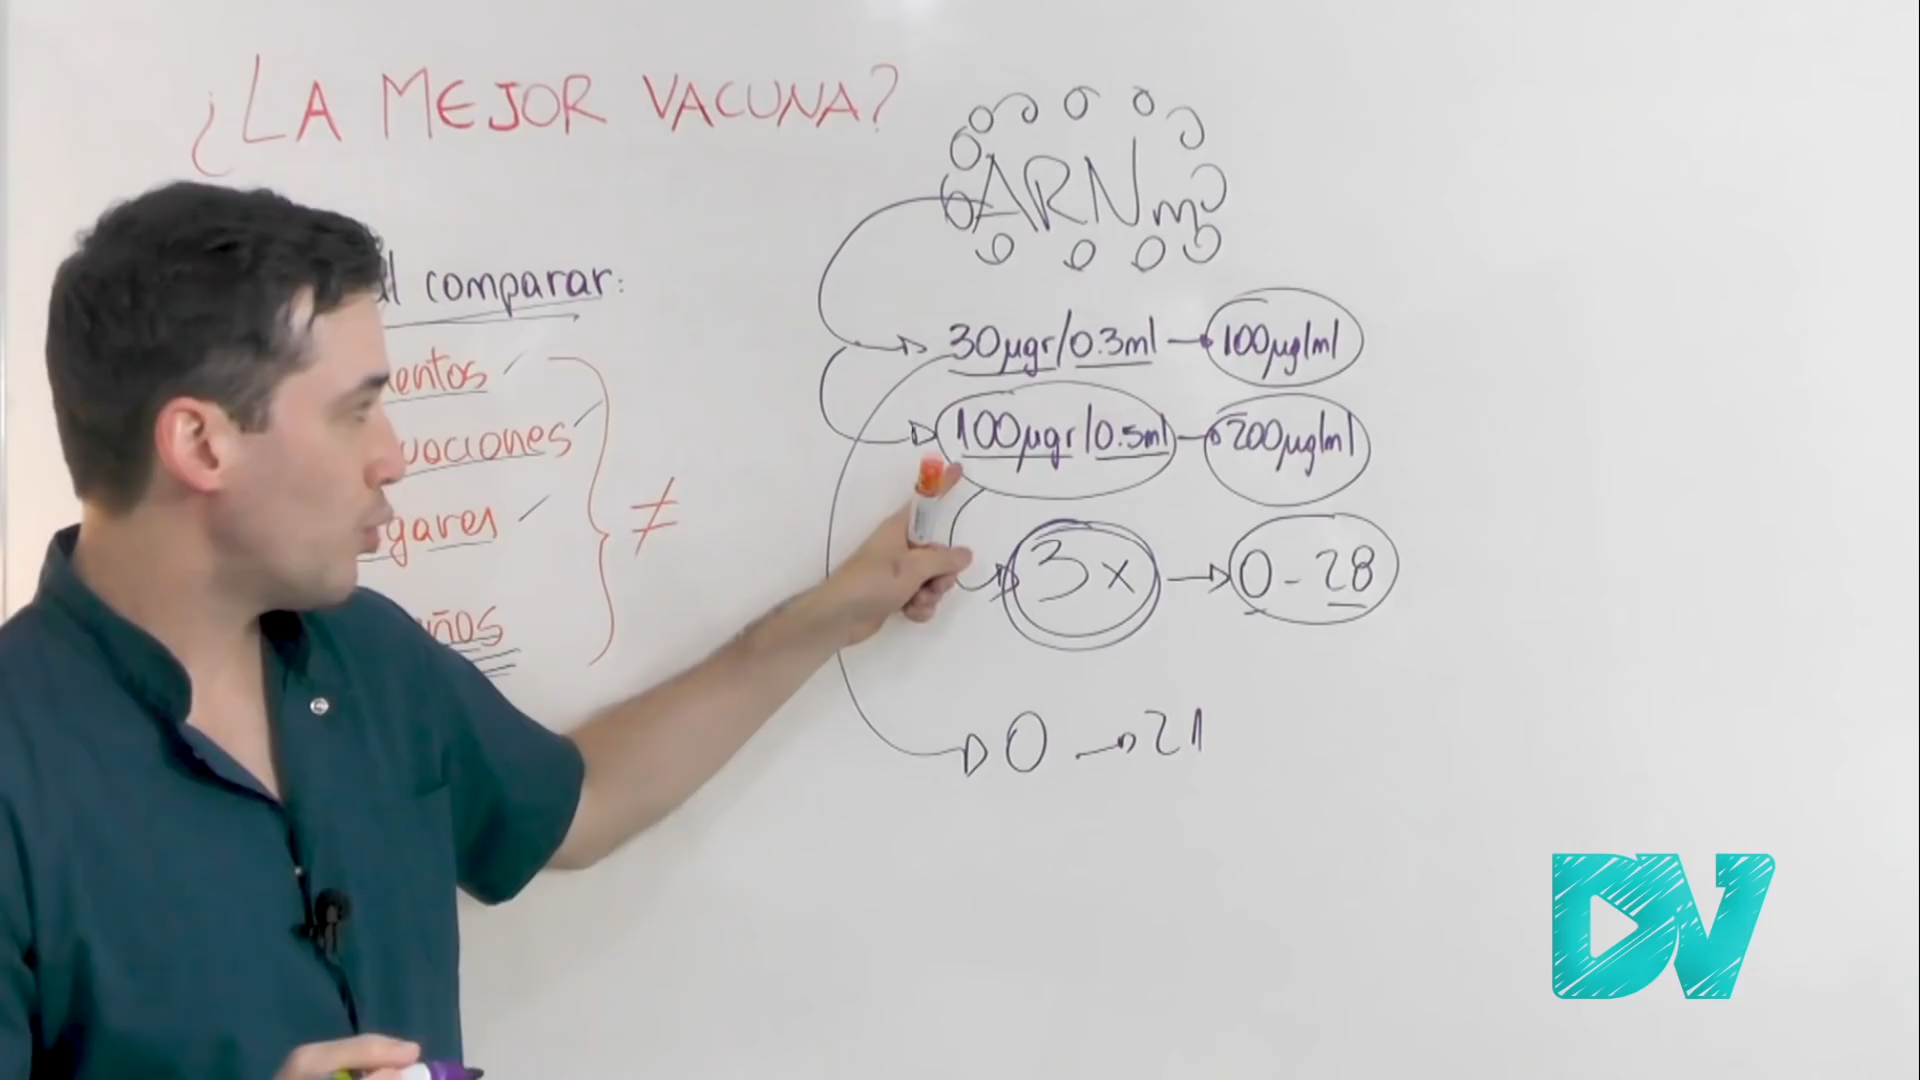 ¿LA MEJOR VACUNA?
al comparar:
≠
ARNm
30µgr/0.3ml → 100µg/ml
100µgr/0.5ml → 200µg/ml
3x → 0-28
0 → 21
DV